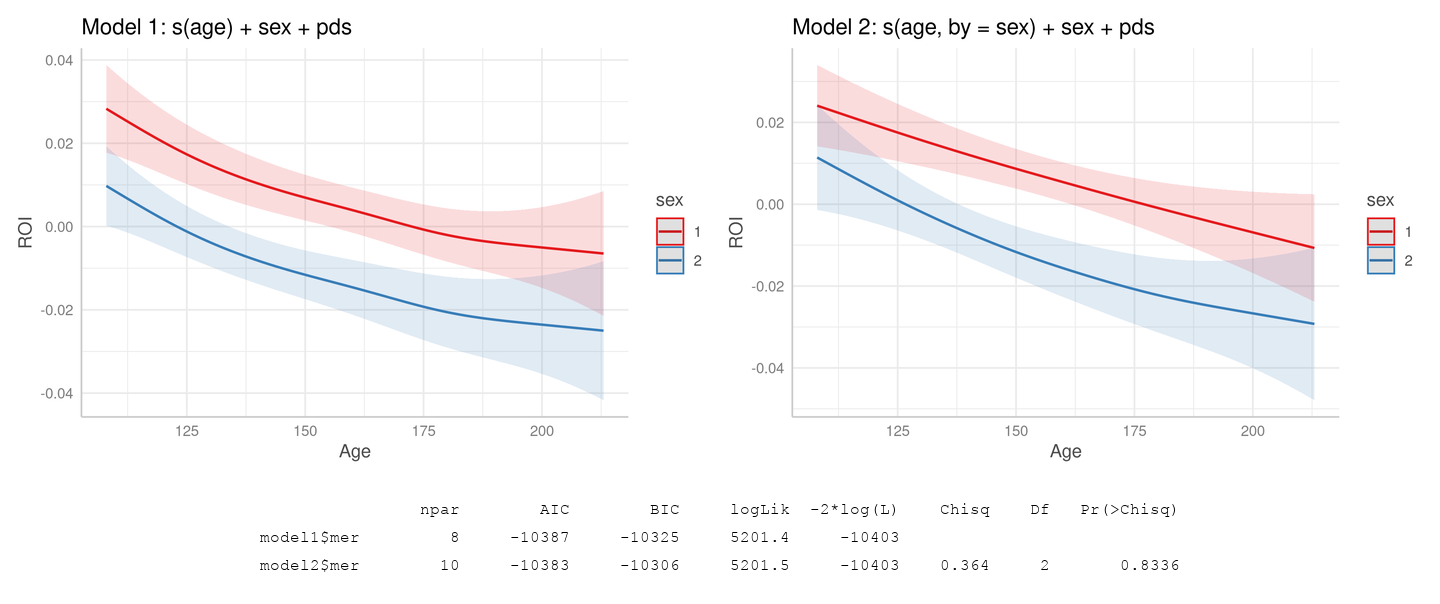 Model 1: s(age) + sex + pds
0.04
0.02
0.00
-0.02
-0.04
ROI
125 150 175 200
Age
sex
1
2
Model 2: s(age, by = sex) + sex + pds
0.02
0.00
-0.02
-0.04
ROI
125 150 175 200
Age
sex
1
2
npar AIC BIC logLik -2*log(L) Chisq Df Pr(>Chisq)
model1$mer 8 -10387 -10325 5201.4 -10403
model2$mer 10 -10383 -10306 5201.5 -10403 0.364 2 0.8336